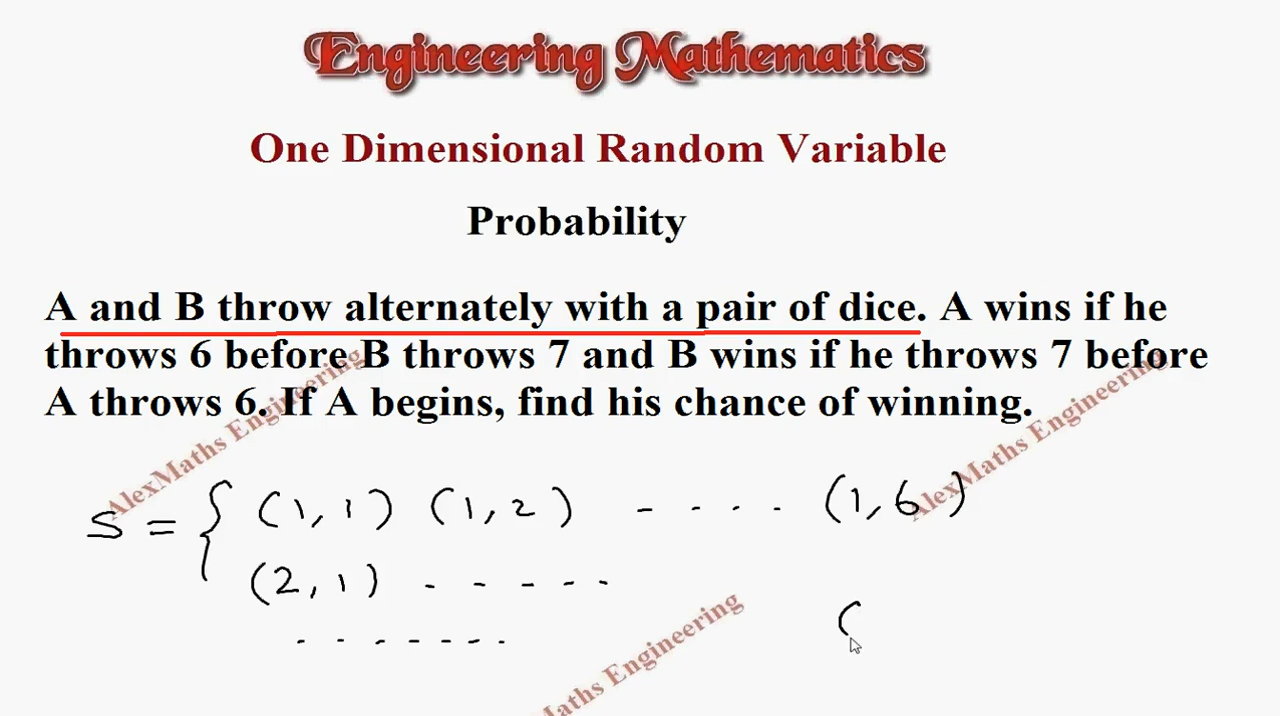 Engineering Mathematics
One Dimensional Random Variable
Probability
A and B throw alternately with a pair of dice. A wins if he
throws 6 before B throws 7 and B wins if he throws 7 before
A throws 6. If A begins, find his chance of winning.
AlexMaths Engineering
AlexMaths Engineering
S = { (1, 1) (1, 2) - . . . . (1, 6)
(2, 1) - - - - -
. . . . . . .
(
Maths Engineering